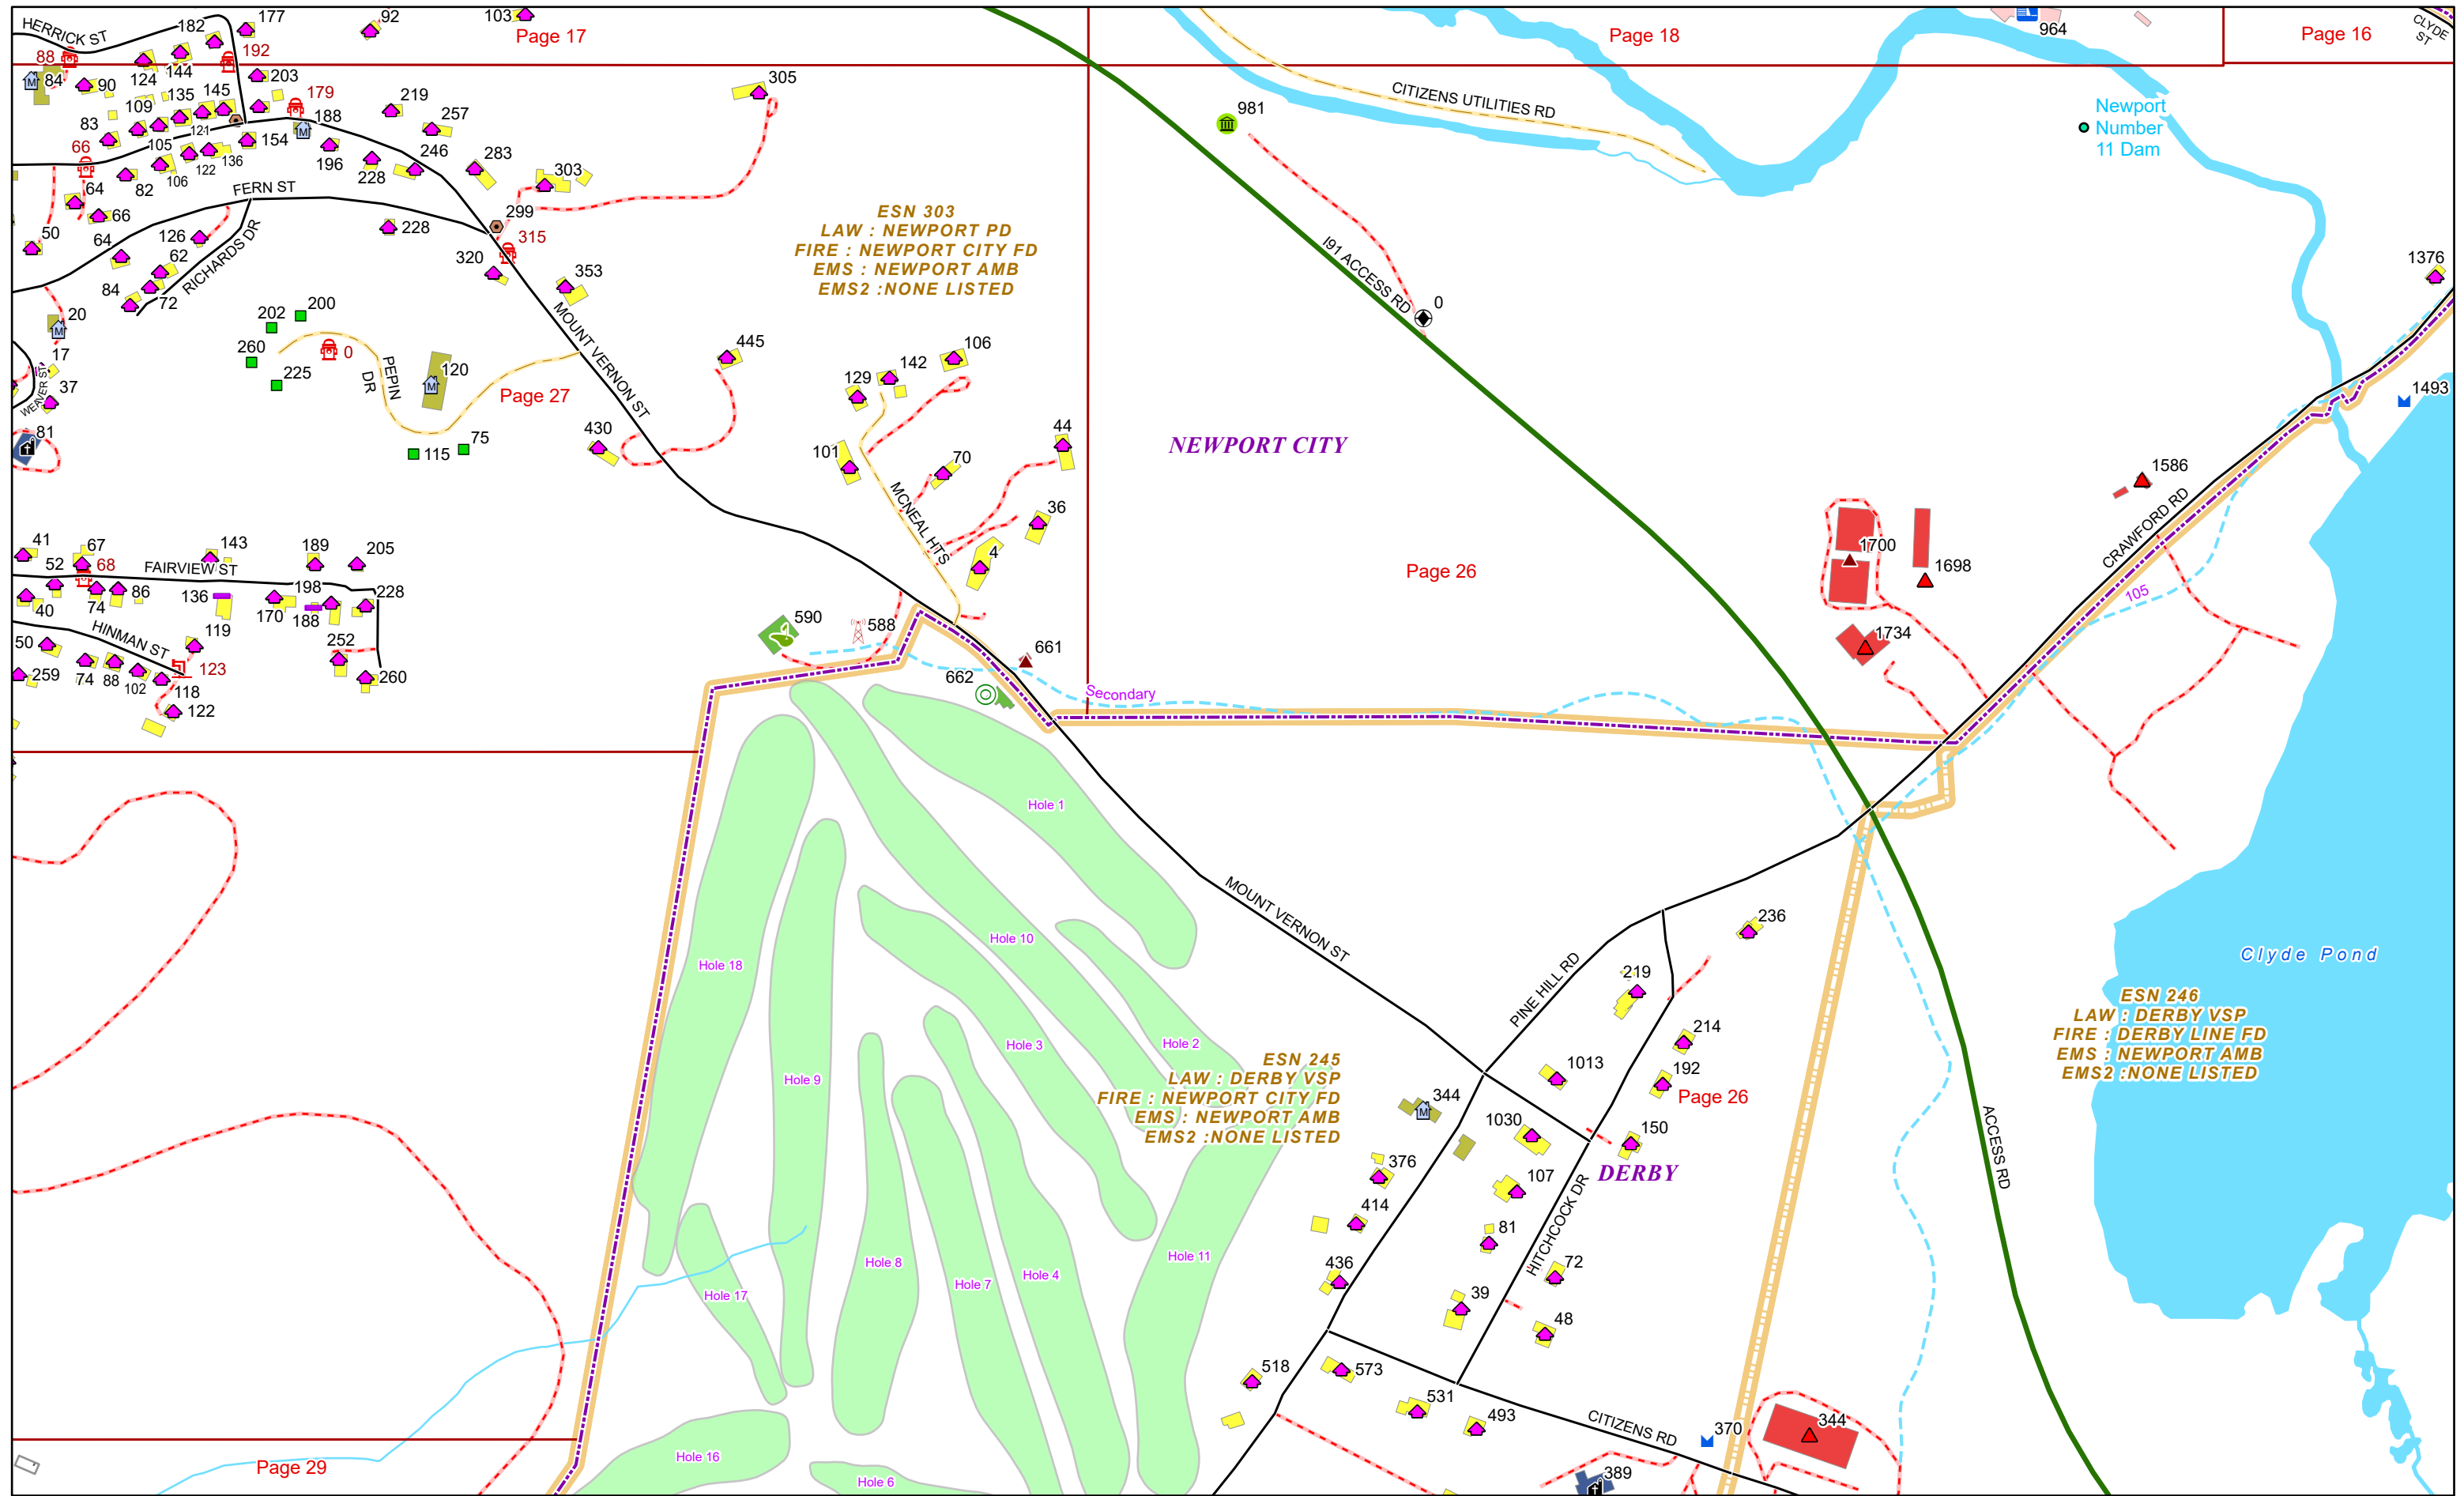 HERRICK ST
182
177
92
103
Page 17
Page 18
964
Page 16
CLYDE
ST
88
192
84
90
124
144
203
109
135
145
179
188
219
257
305
981
CITIZENS UTILITIES RD
Newport
Number
11 Dam
83
121
154
66
105
136
196
246
283
303
64
82
106
122
228
FERN ST
66
299
ESN 303
LAW : NEWPORT PD
FIRE : NEWPORT CITY FD
EMS : NEWPORT AMB
EMS2 :NONE LISTED
50
64
126
228
315
62
RICHARDS DR
320
353
I91 ACCESS RD
1376
84
72
0
20
202
200
MOUNT VERNON ST
260
0
17
225
PEPIN
DR
120
445
142
106
129
WEAVER ST
37
Page 27
1493
81
430
44
NEWPORT CITY
115
75
101
70
1586
MCNEAL HTS
36
CRAWFORD RD
41
67
143
189
205
1700
52
68
FAIRVIEW ST
4
Page 26
1698
40
74
86
136
170
198
188
228
105
HINMAN ST
119
590
588
1734
50
252
661
259
74
88
102
118
123
260
662
Secondary
122
Hole 1
MOUNT VERNON ST
236
Hole 10
Hole 18
PINE HILL RD
219
Clyde Pond
ESN 246
LAW : DERBY VSP
FIRE : DERBY LINE FD
EMS : NEWPORT AMB
EMS2 :NONE LISTED
Hole 3
Hole 2
214
ESN 245
LAW : DERBY VSP
FIRE : NEWPORT CITY FD
EMS : NEWPORT AMB
EMS2 :NONE LISTED
1013
192
Hole 9
344
Page 26
1030
150
ACCESS RD
376
107
DERBY
414
81
HITCHCOCK DR
Hole 11
Hole 8
436
72
Hole 7
Hole 4
Hole 17
39
48
518
573
531
493
CITIZENS RD
370
344
Hole 16
Page 29
Hole 6
389